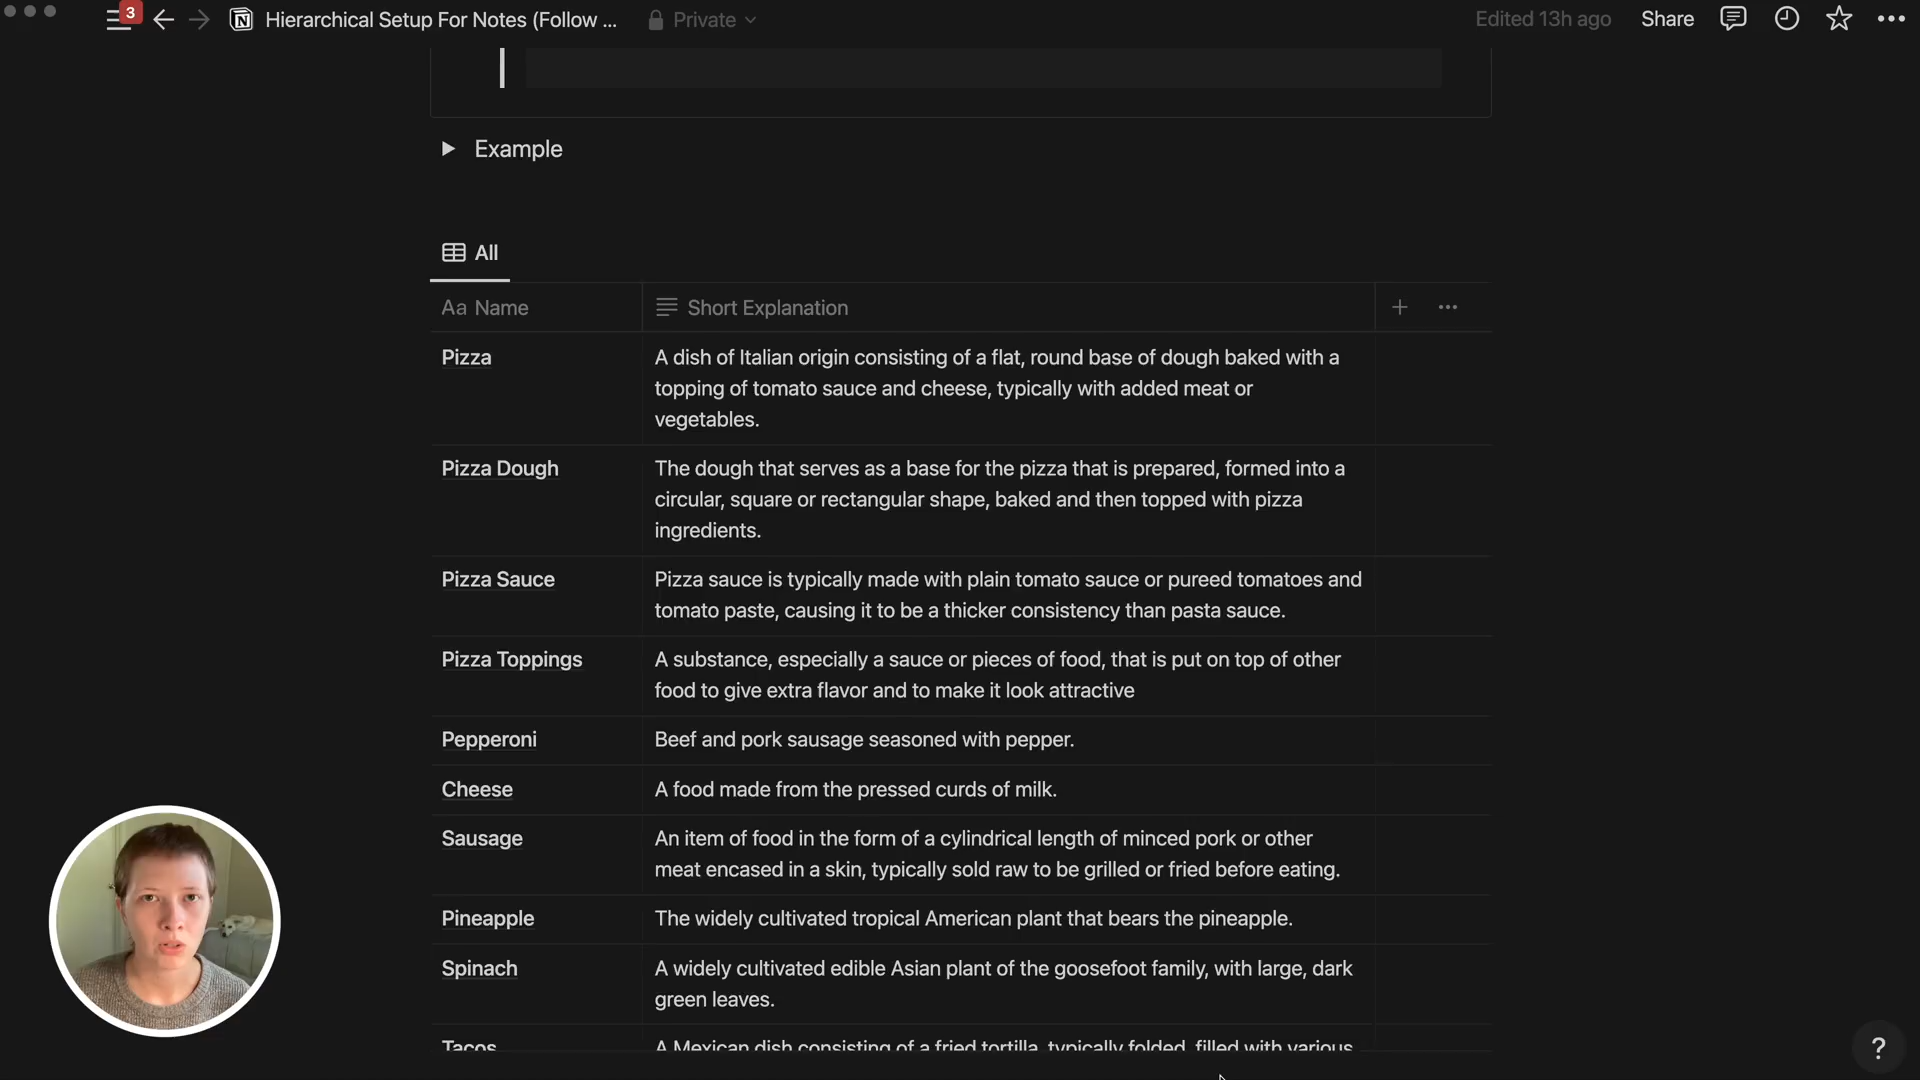 3
Hierarchical Setup For Notes (Follow ...
Private
Edited 13h ago
Share
Example
All
Aa Name
Short Explanation
Pizza
A dish of Italian origin consisting of a flat, round base of dough baked with a
topping of tomato sauce and cheese, typically with added meat or
vegetables.
Pizza Dough
The dough that serves as a base for the pizza that is prepared, formed into a
circular, square or rectangular shape, baked and then topped with pizza
ingredients.
Pizza Sauce
Pizza sauce is typically made with plain tomato sauce or pureed tomatoes and
tomato paste, causing it to be a thicker consistency than pasta sauce.
Pizza Toppings
A substance, especially a sauce or pieces of food, that is put on top of other
food to give extra flavor and to make it look attractive
Pepperoni
Beef and pork sausage seasoned with pepper.
Cheese
A food made from the pressed curds of milk.
Sausage
An item of food in the form of a cylindrical length of minced pork or other
meat encased in a skin, typically sold raw to be grilled or fried before eating.
Pineapple
The widely cultivated tropical American plant that bears the pineapple.
Spinach
A widely cultivated edible Asian plant of the goosefoot family, with large, dark
green leaves.
Tacos
A Mexican dish consisting of a fried tortilla, typically folded, filled with various
?